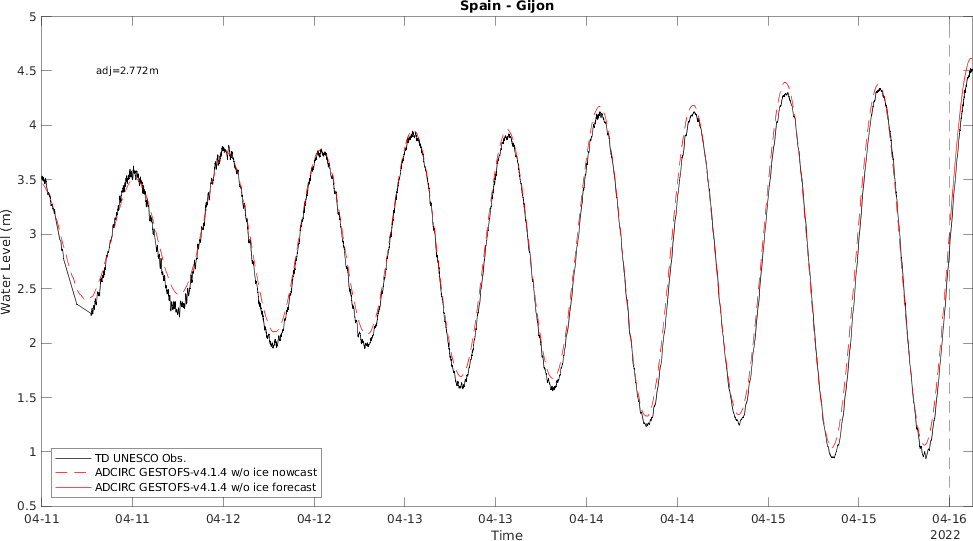 Spain - Gijon
5
4.5
4
3.5
3
2.5
2
1.5
1
0.5
Water Level (m)
adj=2.772m
TD UNESCO Obs.
ADCIRC GESTOFS-v4.1.4 w/o ice nowcast
ADCIRC GESTOFS-v4.1.4 w/o ice forecast
04-11 04-11 04-12 04-12 04-13 04-13 04-14 04-14 04-15 04-15 04-16
2022
Time